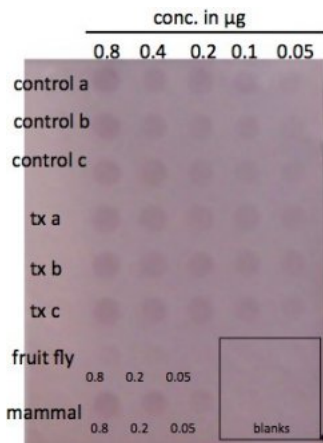 conc. in µg
0.8 0.4 0.2 0.1 0.05
control a
control b
control c
tx a
tx b
tx c
fruit fly
0.8 0.2 0.05
mammal
0.8 0.2 0.05 blanks